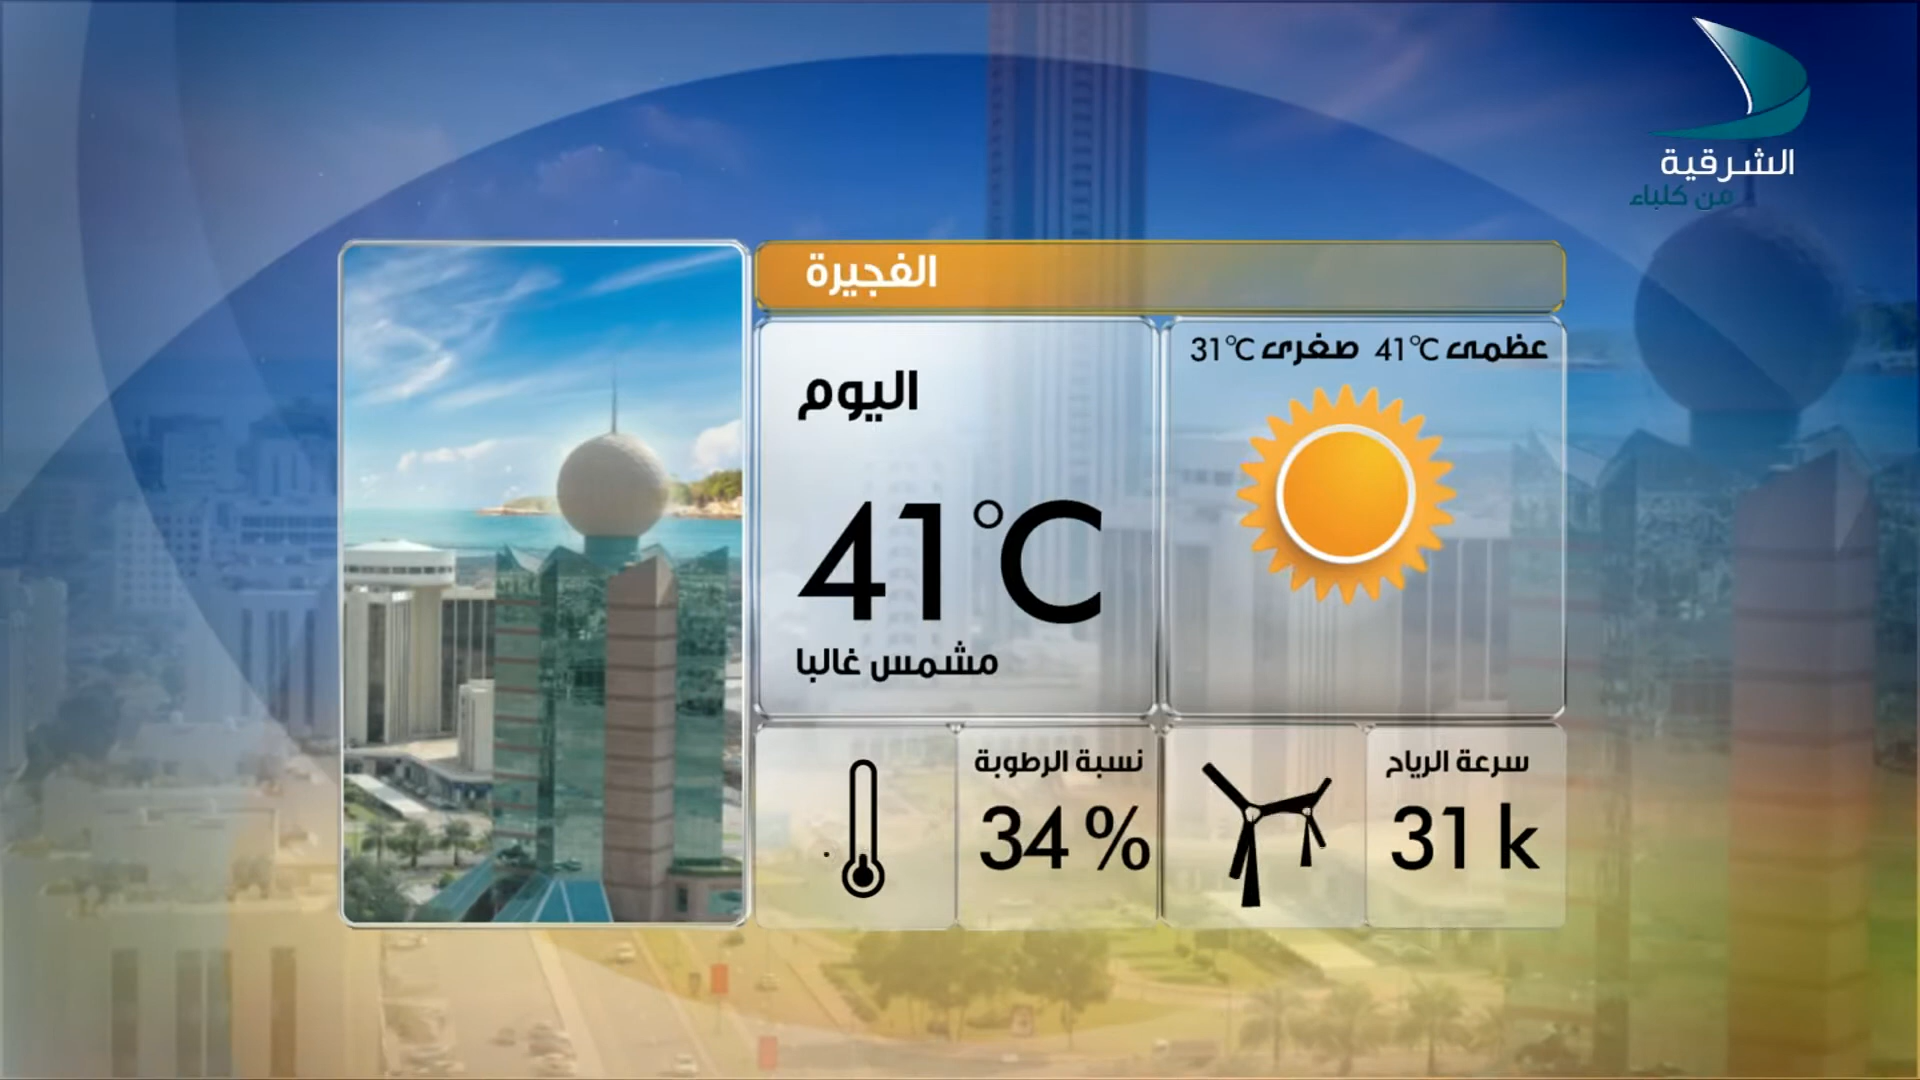 الشرقية
من كلباء
الفجيرة
عظمى 41°C صغرى 31°C
اليوم
41°C
مشمس غالبا
سرعة الرياح
31 k
نسبة الرطوبة
34 %